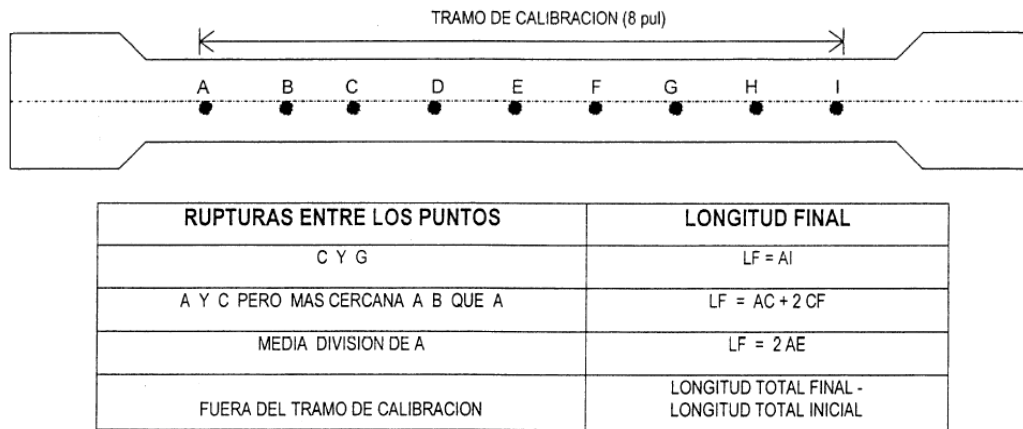 TRAMO DE CALIBRACION (8 pul)
A B C D E F G H I
RUPTURAS ENTRE LOS PUNTOS LONGITUD FINAL
C Y G LF = AI
A Y C PERO MAS CERCANA A B QUE A LF = AC + 2 CF
MEDIA DIVISION DE A LF = 2 AE
FUERA DEL TRAMO DE CALIBRACION LONGITUD TOTAL FINAL -
LONGITUD TOTAL INICIAL